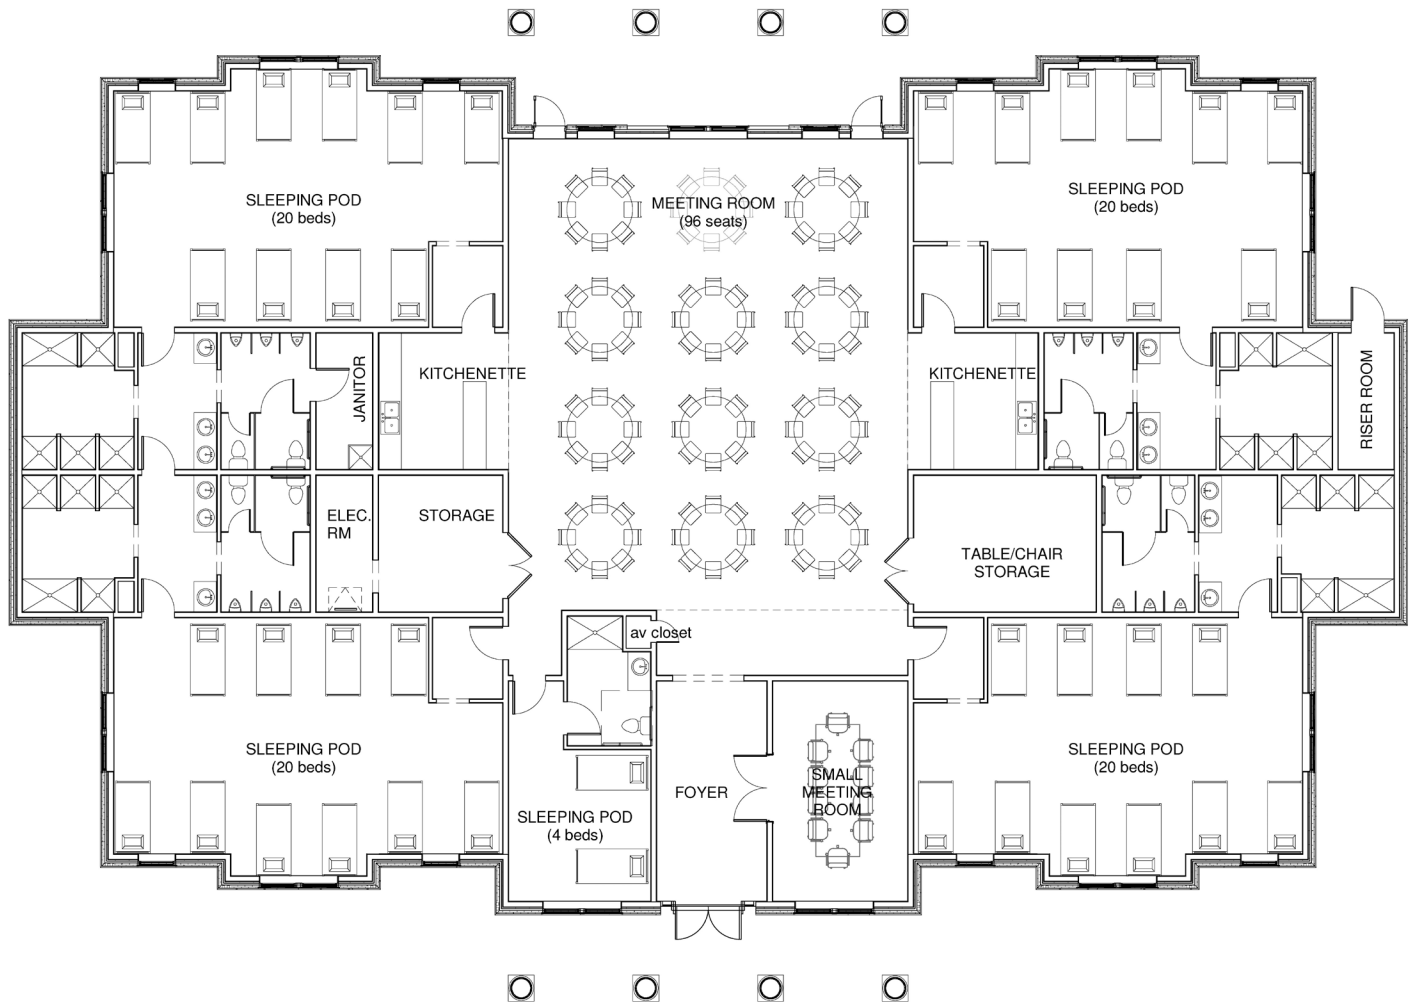 SLEEPING POD
(20 beds)
MEETING ROOM
(96 seats)
SLEEPING POD
(20 beds)
JANITOR
KITCHENETTE
KITCHENETTE
RISER ROOM
ELEC.
RM
STORAGE
TABLE/CHAIR
STORAGE
av closet
SLEEPING POD
(20 beds)
SLEEPING POD
(4 beds)
FOYER
SMALL
MEETING
ROOM
SLEEPING POD
(20 beds)